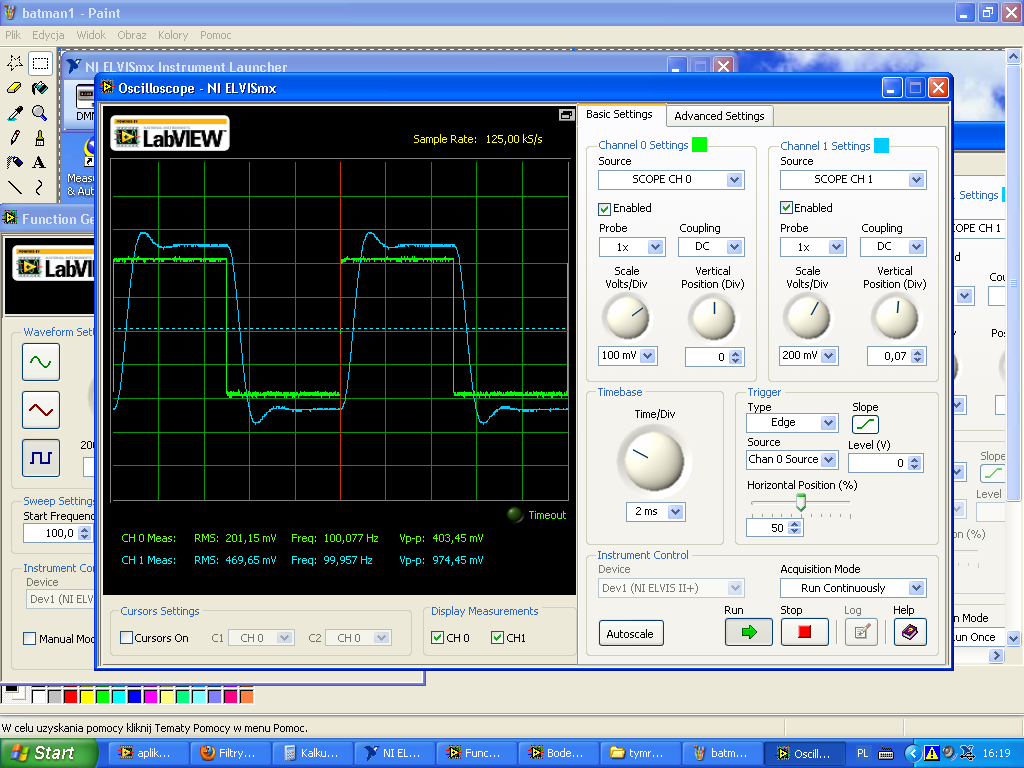 batman1 - Paint
Plik Edycja Widok Obraz Kolory Pomoc
NI ELVISmx Instrument Launcher
Oscilloscope - NI ELVISmx
POWERED BY
LabVIEW
Sample Rate: 125,00 kS/s
Timeout
CH 0 Meas: RMS: 201,15 mV Freq: 100,077 Hz Vp-p: 403,45 mV
CH 1 Meas: RMS: 469,65 mV Freq: 99,957 Hz Vp-p: 974,45 mV
Cursors Settings
Cursors On C1 CH 0 C2 CH 0
Display Measurements
CH 0 CH1
Basic Settings Advanced Settings
Channel 0 Settings
Source
SCOPE CH 0
Enabled
Probe Coupling
1x DC
Scale Volts/Div
Vertical Position (Div)
100 mV 0
Channel 1 Settings
Source
SCOPE CH 1
Enabled
Probe Coupling
1x DC
Scale Volts/Div
Vertical Position (Div)
200 mV 0,07
Timebase
Time/Div
2 ms
Trigger
Type Slope
Edge
Source Level (V)
Chan 0 Source 0
Horizontal Position (%)
50
Instrument Control
Device
Dev1 (NI ELVIS II+)
Acquisition Mode
Run Continuously
Autoscale
Run Stop Log Help
DMM
Measu
& Aut
Function Ge
POWERED BY
LabVI
Waveform Sett
20
Sweep Settings
Start Frequenc
100,0
Instrument Con
Device
Dev1 (NI ELV
Manual Mod
1 Settings
OPE CH 1
d
Cou
Pos
Slope
Level
n (%)
n Mode
un Once
W celu uzyskania pomocy kliknij Tematy Pomocy w menu Pomoc.
Start aplik... Filtry... Kalku... NI EL... Func... Bode... tymr... batm... Oscill... PL 16:19